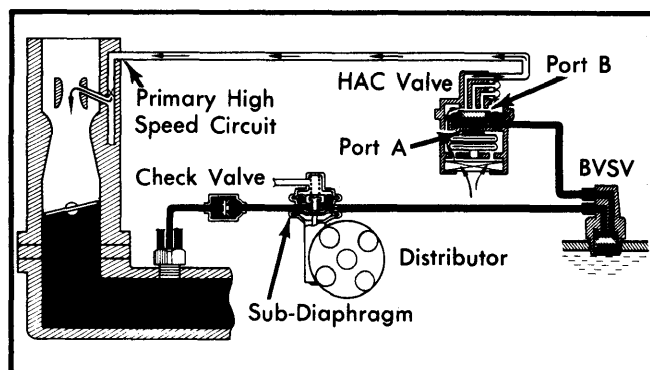 Port B
HAC Valve
Primary High
Speed Circuit
Port A
BVSV
Check Valve
Distributor
Sub-Diaphragm